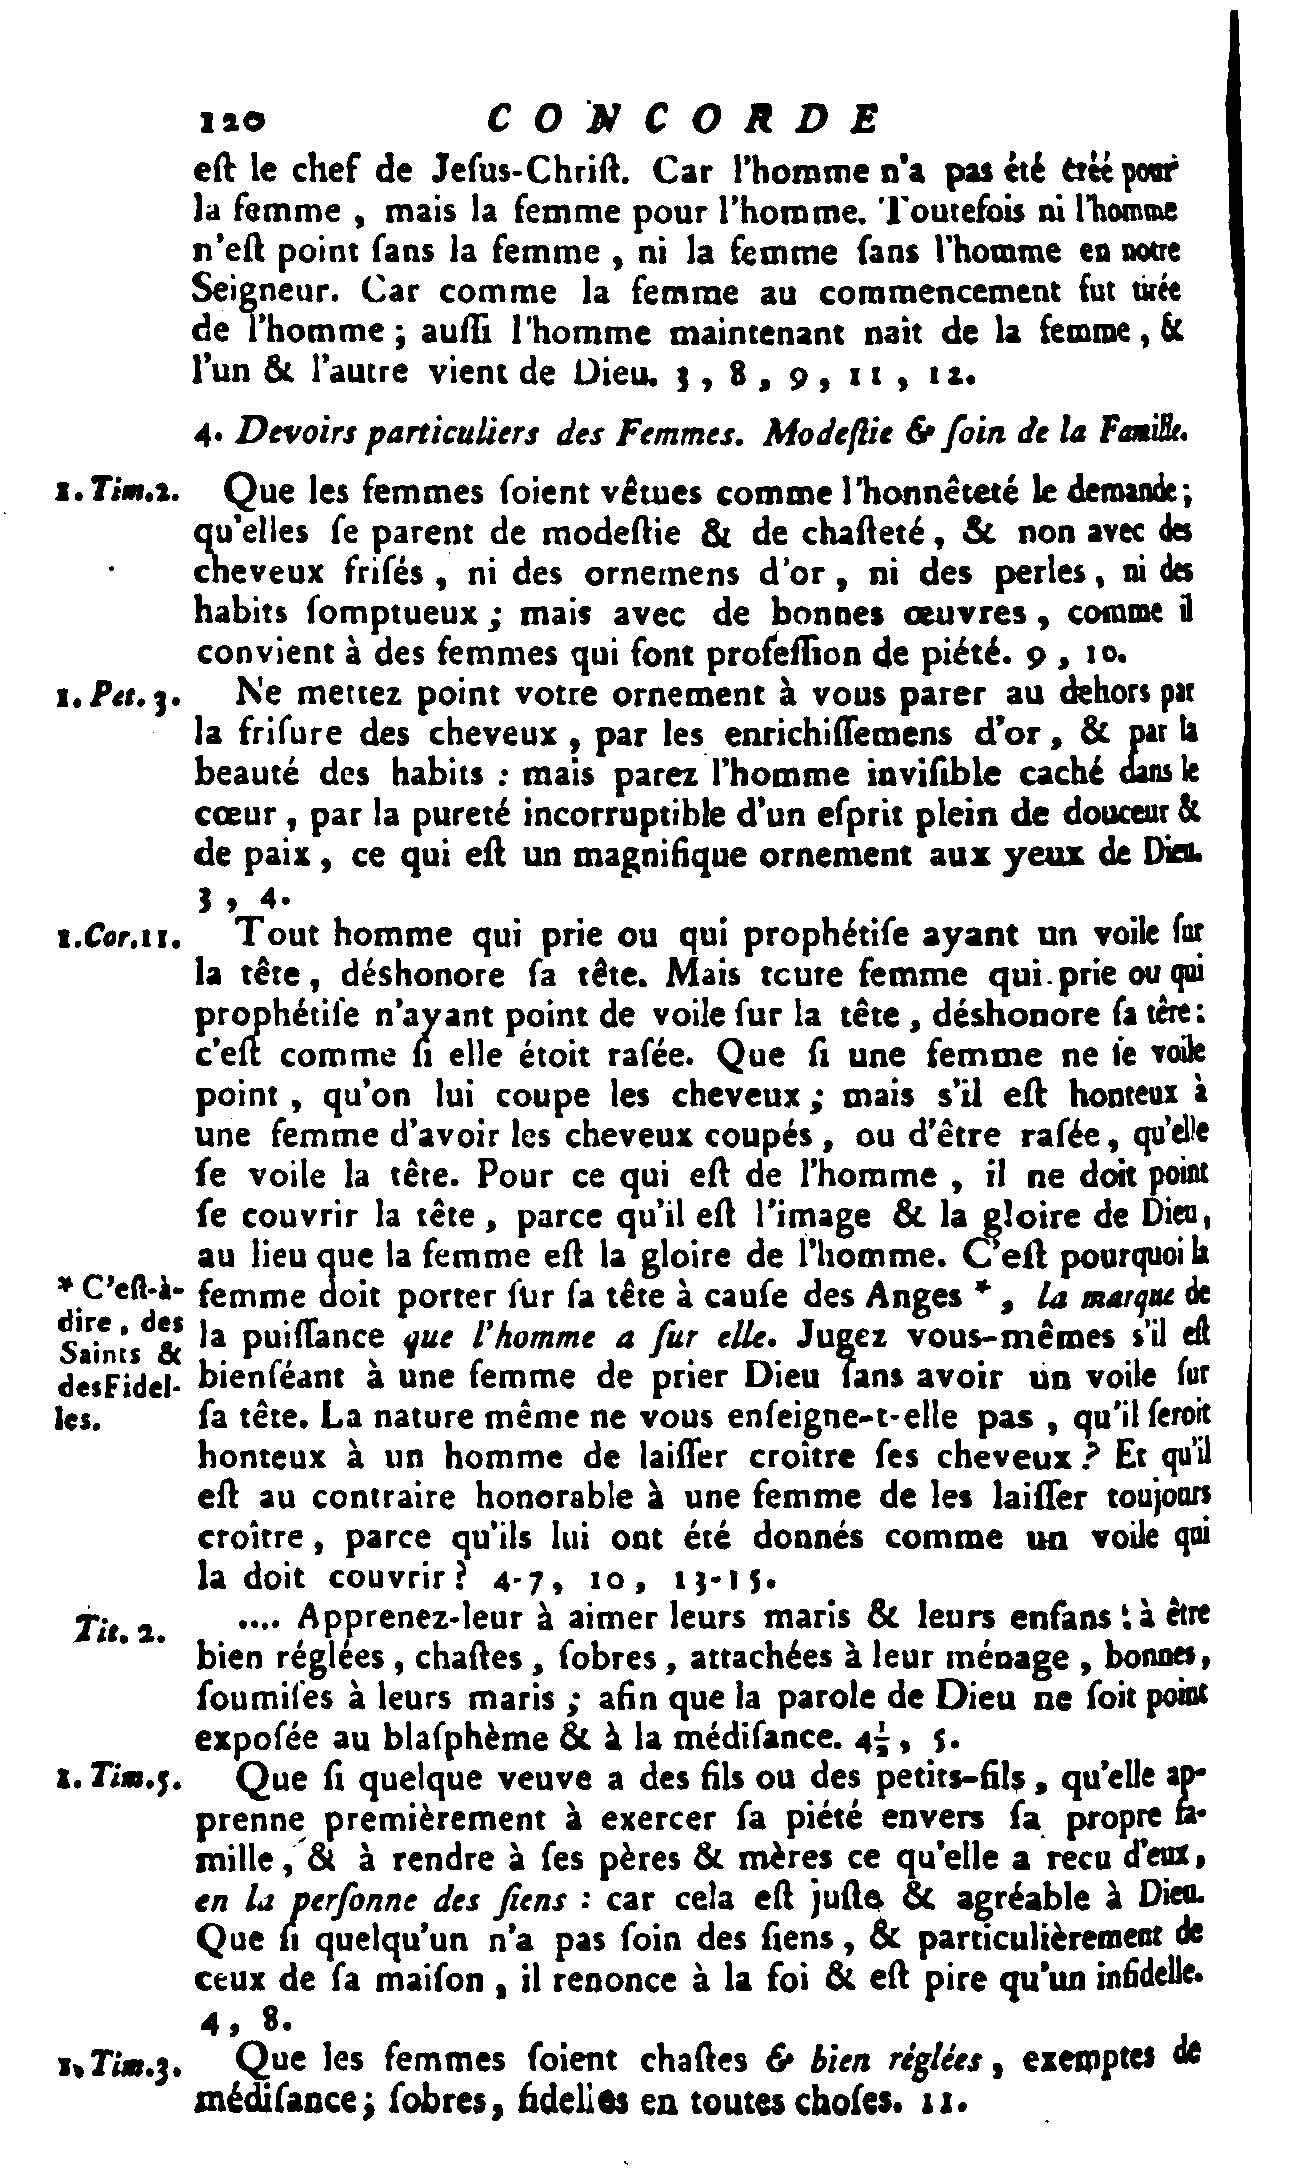 120 CONCORDE
eſt le chef de Jeſus-Chriſt. Car l'homme n'a pas été créé pour
la femme, mais la femme pour l'homme. Toutefois ni l'homme
n'eſt point ſans la femme, ni la femme ſans l'homme en notre
Seigneur. Car comme la femme au commencement fut tirée
de l'homme; auſſi l'homme maintenant naît de la femme, &
l'un & l'autre vient de Dieu. 3, 8, 9, 11, 12.
4. Devoirs particuliers des Femmes. Modeſtie & ſoin de la Famille.
1. Tim. 2. Que les femmes ſoient vêtues comme l'honnêteté le demande;
qu'elles ſe parent de modeſtie & de chaſteté, & non avec des
cheveux friſés, ni des ornemens d'or, ni des perles, ni des
habits ſomptueux; mais avec de bonnes œuvres, comme il
convient à des femmes qui font profeſſion de piété. 9, 10.
1. Pet. 3. Ne mettez point votre ornement à vous parer au dehors par
la friſure des cheveux, par les enrichiſſemens d'or, & par la
beauté des habits : mais parez l'homme inviſible caché dans le
cœur, par la pureté incorruptible d'un eſprit plein de douceur &
de paix, ce qui eſt un magnifique ornement aux yeux de Dieu.
3, 4.
1. Cor. 11. Tout homme qui prie ou qui prophétiſe ayant un voile ſur
la tête, déshonore ſa tête. Mais toute femme qui prie ou qui
prophétiſe n'ayant point de voile ſur la tête, déshonore ſa tête:
c'eſt comme ſi elle étoit raſée. Que ſi une femme ne ſe voile
point, qu'on lui coupe les cheveux; mais s'il eſt honteux à
une femme d'avoir les cheveux coupés, ou d'être raſée, qu'elle
ſe voile la tête. Pour ce qui eſt de l'homme, il ne doit point
ſe couvrir la tête, parce qu'il eſt l'image & la gloire de Dieu,
au lieu que la femme eſt la gloire de l'homme. C'eſt pourquoi la
femme doit porter ſur ſa tête à cauſe des Anges *, la marque de
la puiſſance que l'homme a ſur elle. Jugez vous-mêmes s'il eſt
bienſéant à une femme de prier Dieu ſans avoir un voile ſur
ſa tête. La nature même ne vous enſeigne-t-elle pas, qu'il ſeroit
honteux à un homme de laiſſer croître ſes cheveux? Et qu'il
eſt au contraire honorable à une femme de les laiſſer toujours
croître, parce qu'ils lui ont été donnés comme un voile qui
la doit couvrir? 4-7, 10, 13-15.
* C'eſt-à-
dire, des
Saints &
des Fidel-
les.
Tit. 2. .... Apprenez-leur à aimer leurs maris & leurs enfans: à être
bien réglées, chaſtes, ſobres, attachées à leur ménage, bonnes,
ſoumiſes à leurs maris; afin que la parole de Dieu ne ſoit point
expoſée au blaſphème & à la médiſance. 4½, 5.
1. Tim. 5. Que ſi quelque veuve a des fils ou des petits-fils, qu'elle ap-
prenne premièrement à exercer ſa piété envers ſa propre fa-
mille, & à rendre à ſes pères & mères ce qu'elle a recu d'eux,
en la perſonne des ſiens : car cela eſt juſte & agréable à Dieu.
Que ſi quelqu'un n'a pas ſoin des ſiens, & particulièrement de
ceux de ſa maiſon, il renonce à la foi & eſt pire qu'un infidelle.
4, 8.
1. Tim. 3. Que les femmes ſoient chaſtes & bien réglées, exemptes de
médiſance; ſobres, fidelles en toutes choſes. 11.